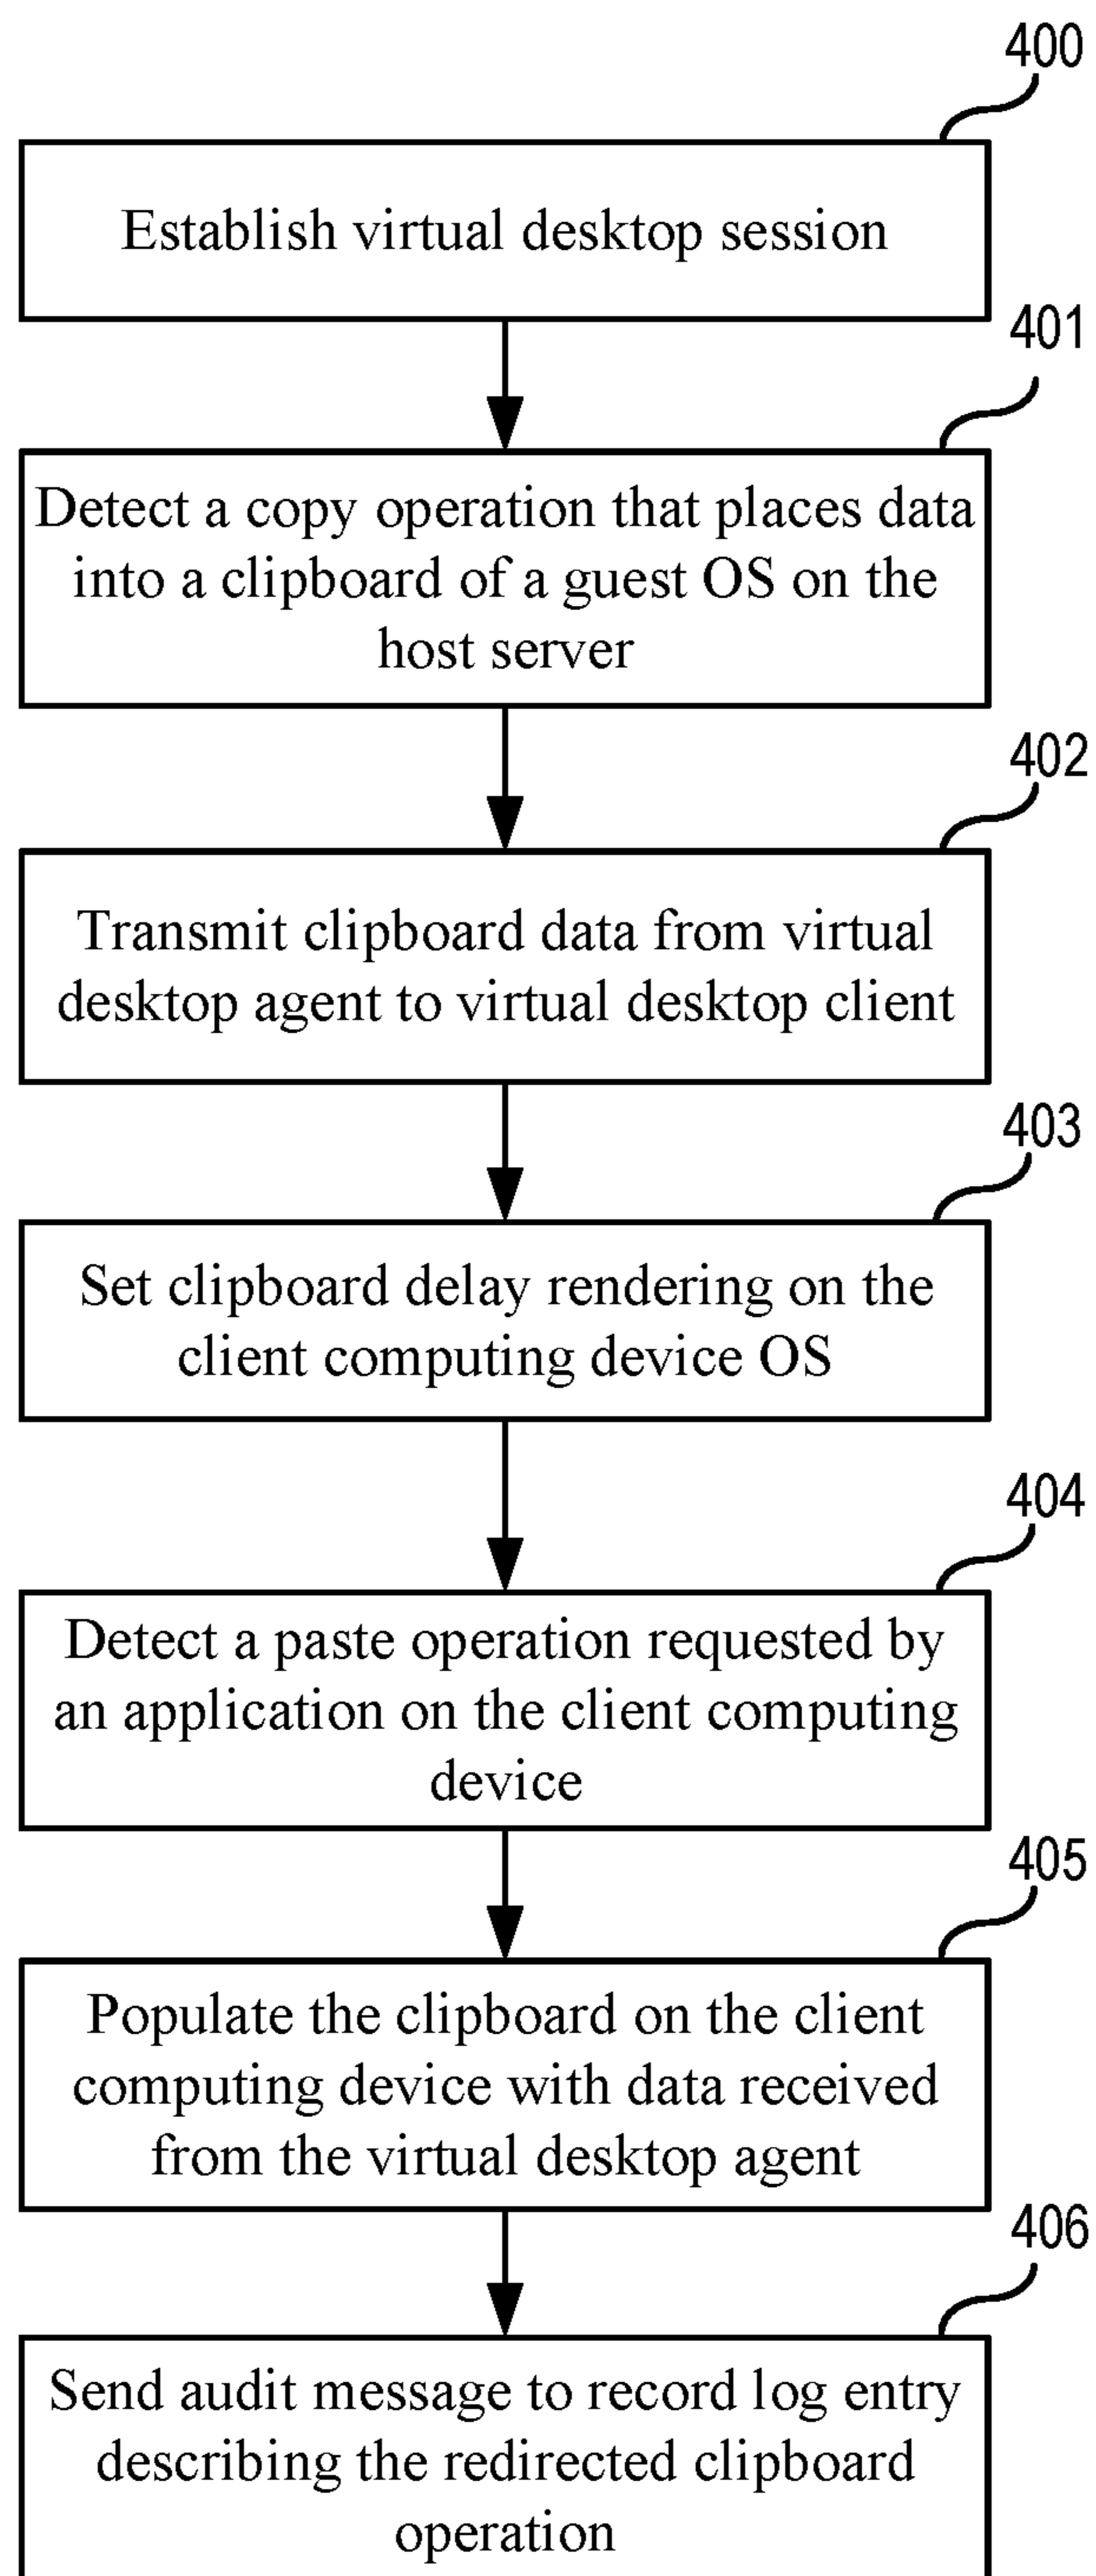 400
Establish virtual desktop session
401
Detect a copy operation that places data
into a clipboard of a guest OS on the
host server
402
Transmit clipboard data from virtual
desktop agent to virtual desktop client
403
Set clipboard delay rendering on the
client computing device OS
404
Detect a paste operation requested by
an application on the client computing
device
405
Populate the clipboard on the client
computing device with data received
from the virtual desktop agent
406
Send audit message to record log entry
describing the redirected clipboard
operation